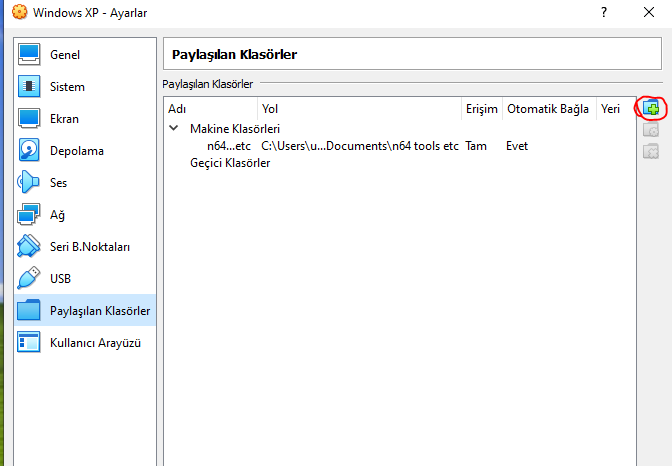 Windows XP - Ayarlar
?
Genel
Sistem
Ekran
Depolama
Ses
Ağ
Seri B.Noktaları
USB
Paylaşılan Klasörler
Kullanıcı Arayüzü
Paylaşılan Klasörler
Paylaşılan Klasörler
Adı Yol Erişim Otomatik Bağla Yeri
Makine Klasörleri
n64...etc C:\Users\u...Documents\n64 tools etc Tam Evet
Geçici Klasörler